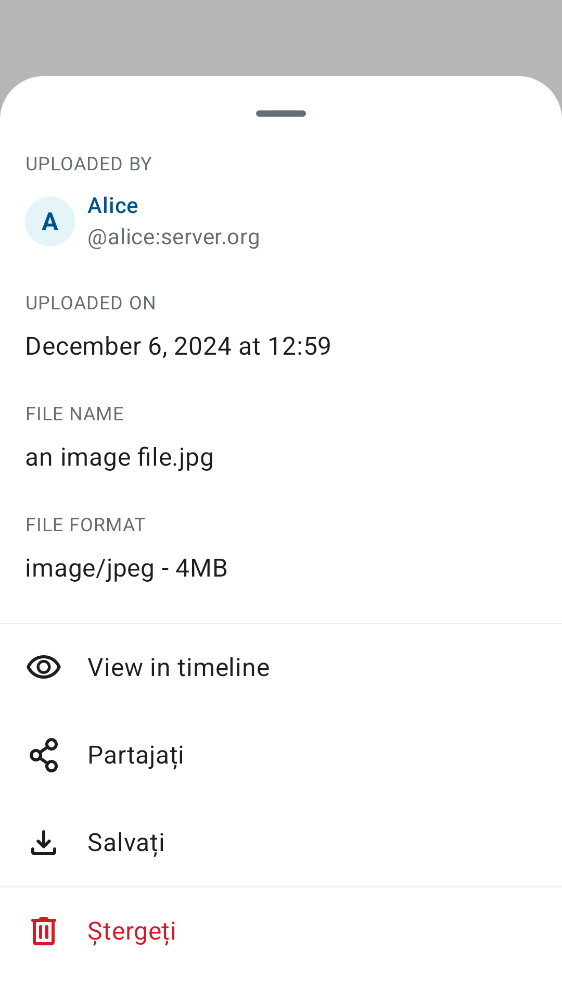 UPLOADED BY
A
Alice
@alice:server.org
UPLOADED ON
December 6, 2024 at 12:59
FILE NAME
an image file.jpg
FILE FORMAT
image/jpeg - 4MB
View in timeline
Partajați
Salvați
Ștergeți